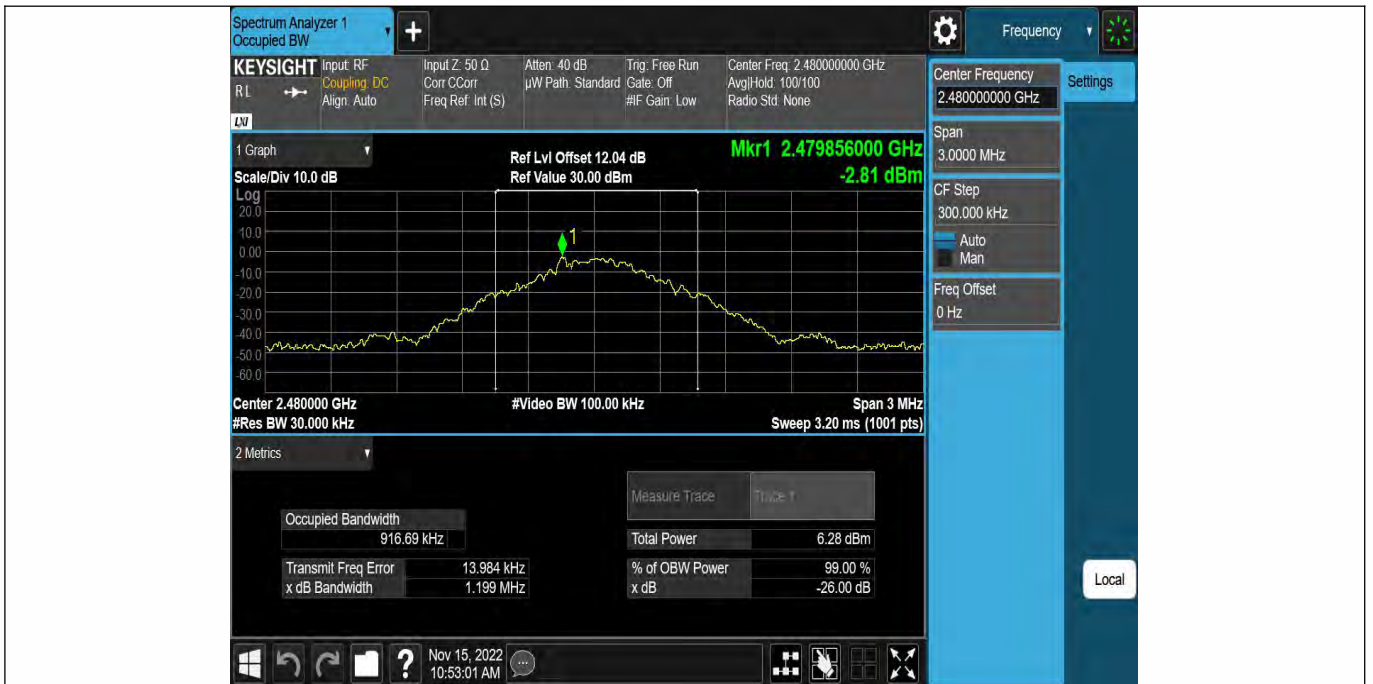 Spectrum Analyzer 1
Occupied BW
+
Frequency
KEYSIGHT
R L
LXI
Input: RF
Coupling: DC
Align: Auto
Input Z: 50 Ω
Corr CCorr
Freq Ref: Int (S)
Atten: 40 dB
µW Path: Standard
Trig: Free Run
Gate: Off
#IF Gain: Low
Center Freq: 2.480000000 GHz
Avg|Hold: 100/100
Radio Std: None
Center Frequency
2.480000000 GHz
Settings
Span
3.0000 MHz
CF Step
300.000 kHz
Auto
Man
Freq Offset
0 Hz
1 Graph
Scale/Div 10.0 dB
Ref Lvl Offset 12.04 dB
Ref Value 30.00 dBm
Mkr1 2.479856000 GHz
-2.81 dBm
Log
20.0
10.0
0.00
-10.0
-20.0
-30.0
-40.0
-50.0
-60.0
1
Center 2.480000 GHz
#Video BW 100.00 kHz
Span 3 MHz
#Res BW 30.000 kHz
Sweep 3.20 ms (1001 pts)
2 Metrics
Measure Trace
Trace 1
Occupied Bandwidth
916.69 kHz
Total Power
6.28 dBm
Transmit Freq Error
13.984 kHz
% of OBW Power
99.00 %
x dB Bandwidth
1.199 MHz
x dB
-26.00 dB
Local
?
Nov 15, 2022
10:53:01 AM